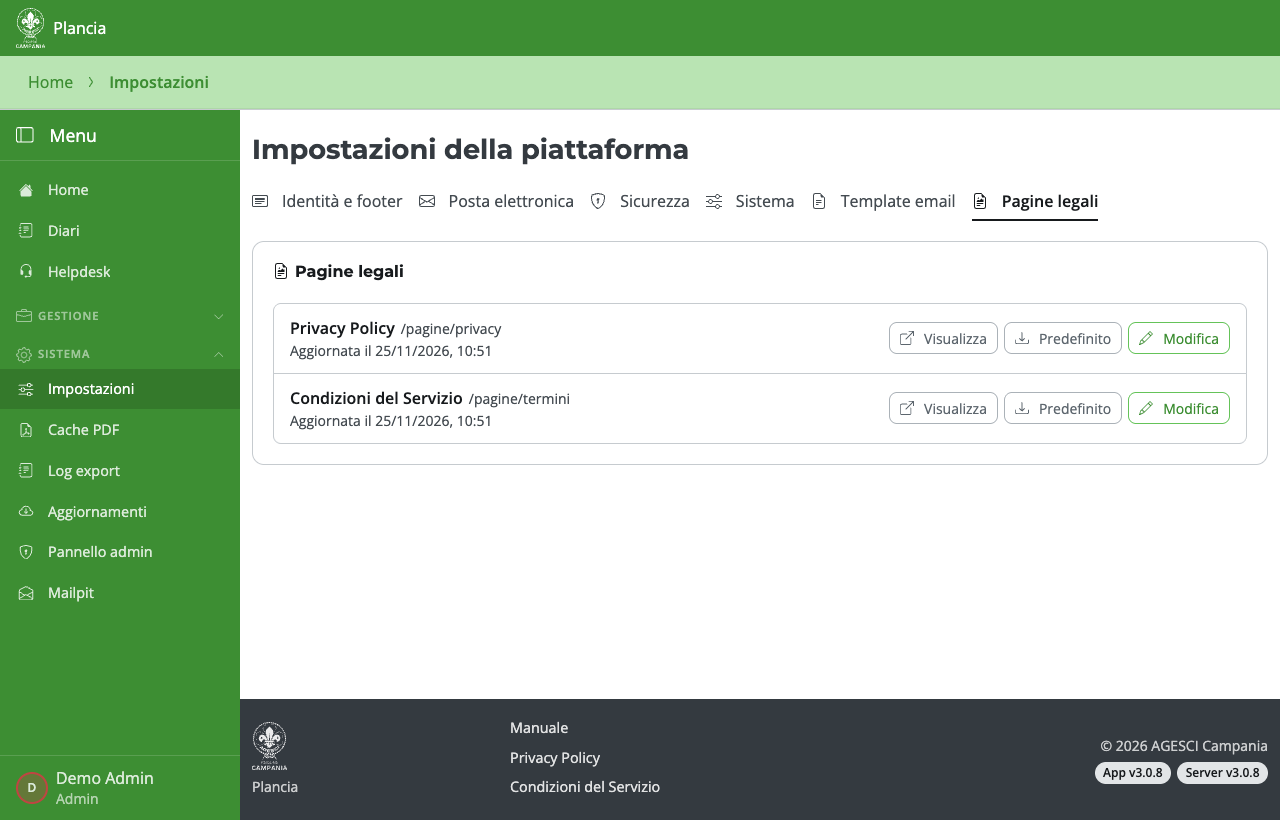 CAMPANIA
Plancia
Home
Impostazioni
Menu
Home
Diari
Helpdesk
GESTIONE
SISTEMA
Impostazioni
Cache PDF
Log export
Aggiornamenti
Pannello admin
Mailpit
D
Demo Admin
Admin
Impostazioni della piattaforma
Identità e footer
Posta elettronica
Sicurezza
Sistema
Template email
Pagine legali
Pagine legali
Privacy Policy /pagine/privacy
Aggiornata il 25/11/2026, 10:51
Visualizza
Predefinito
Modifica
Condizioni del Servizio /pagine/termini
Aggiornata il 25/11/2026, 10:51
Visualizza
Predefinito
Modifica
CAMPANIA
Plancia
Manuale
Privacy Policy
Condizioni del Servizio
© 2026 AGESCI Campania
App v3.0.8
Server v3.0.8